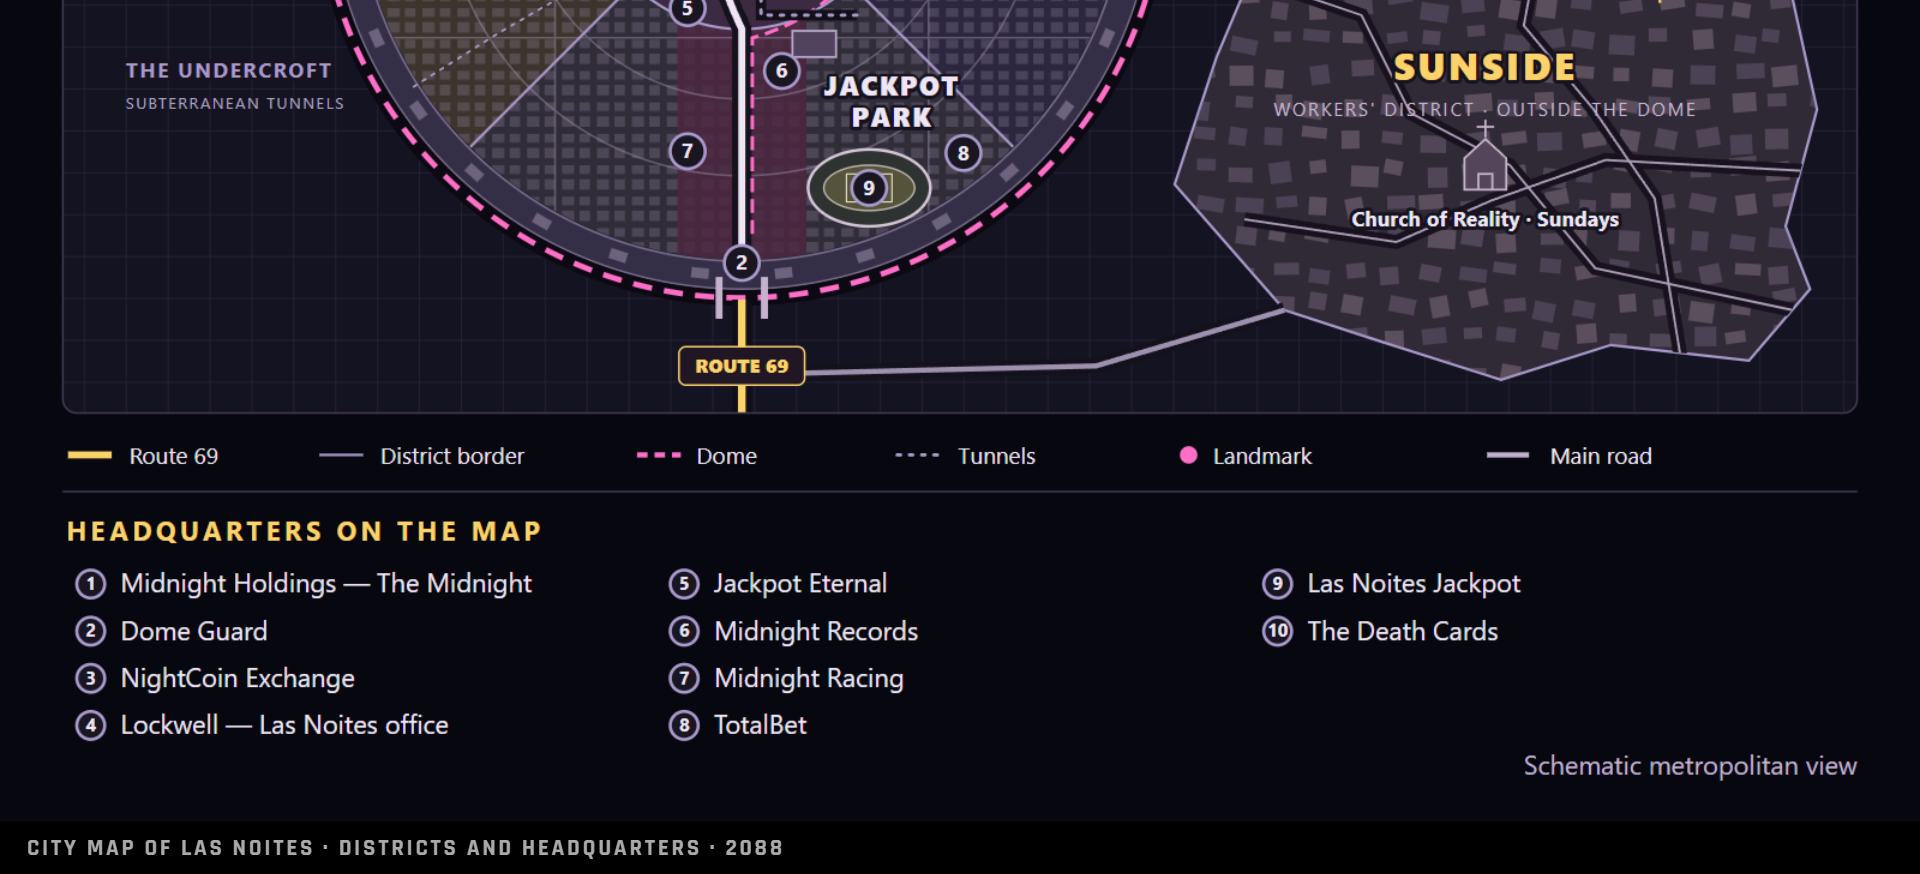 5
THE UNDERCROFT
SUBTERRANEAN TUNNELS
6
JACKPOT
PARK
7
8
9
2
SUNSIDE
WORKERS' DISTRICT · OUTSIDE THE DOME
Church of Reality · Sundays
ROUTE 69
Route 69
District border
Dome
Tunnels
Landmark
Main road
HEADQUARTERS ON THE MAP
1 Midnight Holdings — The Midnight
2 Dome Guard
3 NightCoin Exchange
4 Lockwell — Las Noites office
5 Jackpot Eternal
6 Midnight Records
7 Midnight Racing
8 TotalBet
9 Las Noites Jackpot
10 The Death Cards
Schematic metropolitan view
CITY MAP OF LAS NOITES · DISTRICTS AND HEADQUARTERS · 2088